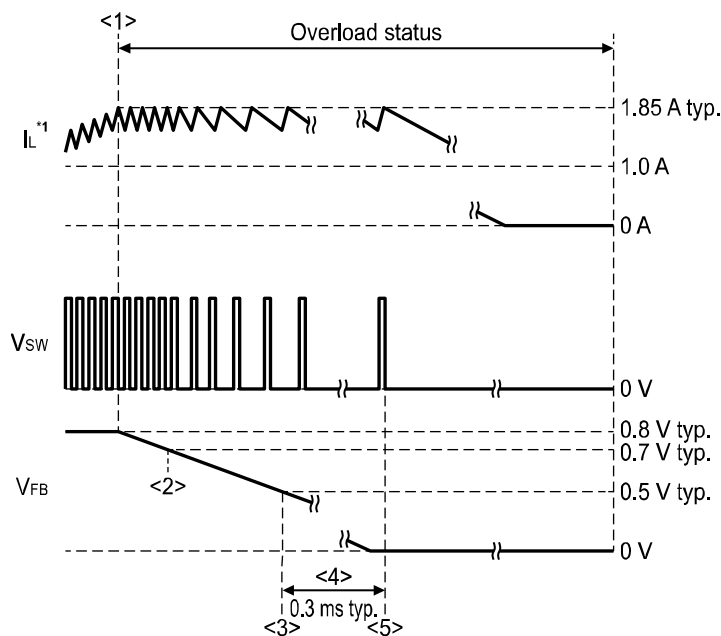 <1>
Overload status
IL*1
1.85 A typ.
1.0 A
0 A
VSW
0 V
0.8 V typ.
0.7 V typ.
VFB
<2>
0.5 V typ.
0 V
<4>
0.3 ms typ.
<3>
<5>